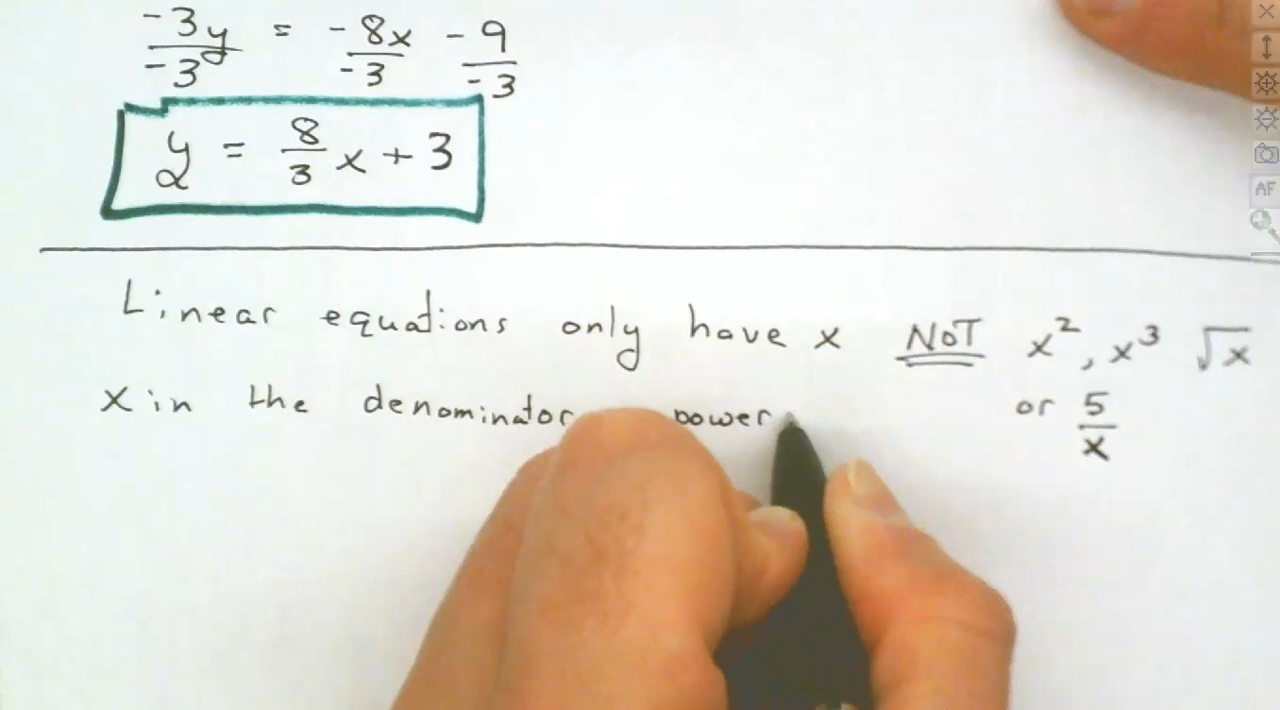 -3y/-3 = -8x/-3 -9/-3
y = 8/3 x + 3
Linear equations only have x NOT x², x³ √x
or 5/x
x in the denominator power
AF